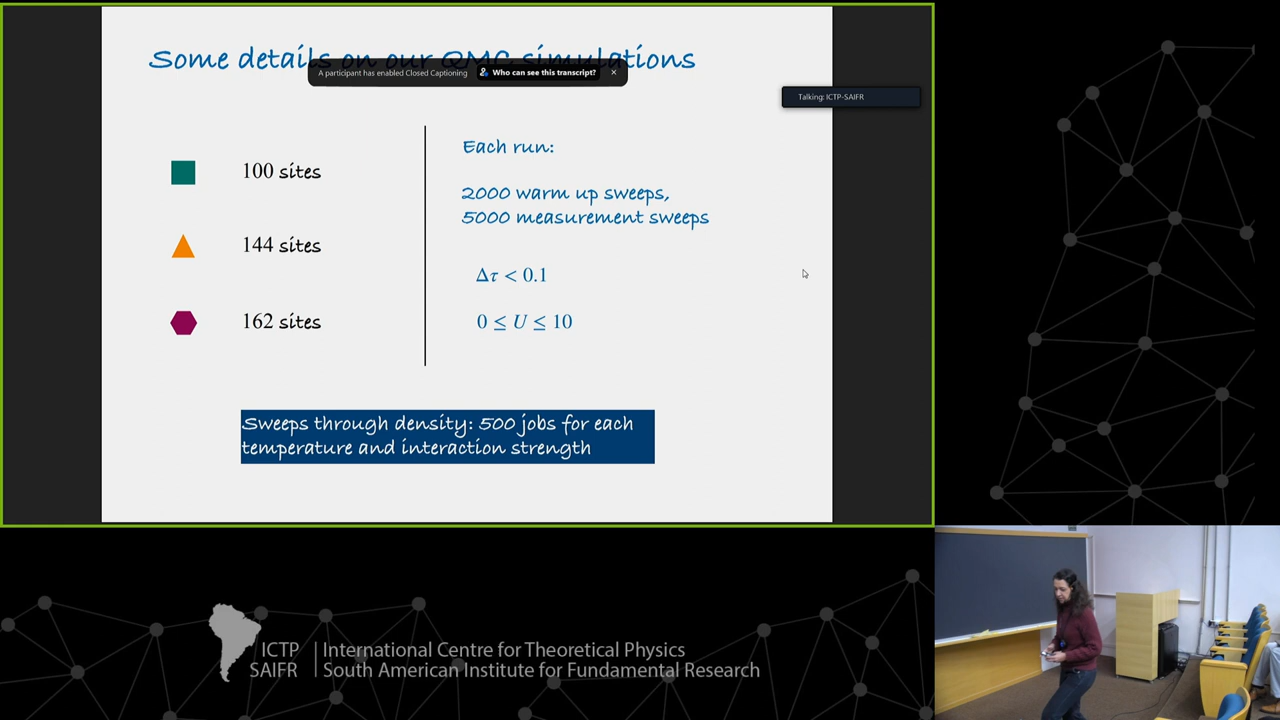 Some details on our QMC simulations
A participant has enabled Closed Captioning
Who can see this transcript?
×
Talking: ICTP-SAIFR
100 sites
144 sites
162 sites
Each run:
2000 warm up sweeps,
5000 measurement sweeps
Δτ < 0.1
0 ≤ U ≤ 10
Sweeps through density: 500 jobs for each
temperature and interaction strength
ICTP
SAIFR
International Centre for Theoretical Physics
South American Institute for Fundamental Research